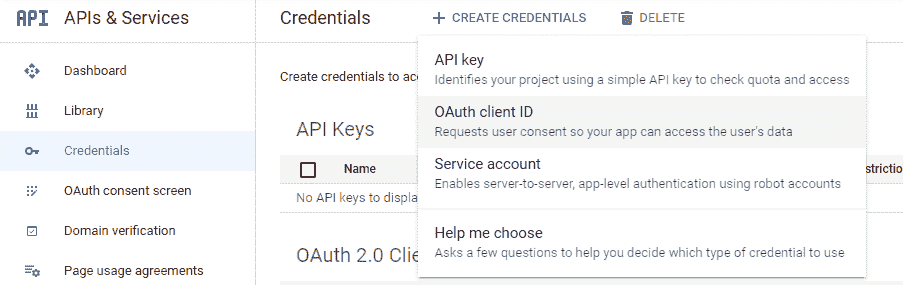 API APIs & Services Credentials + CREATE CREDENTIALS DELETE
Dashboard
Library
Credentials
OAuth consent screen
Domain verification
Page usage agreements
Create credentials to acc
API Keys
Name
No API keys to displa
OAuth 2.0 Clie
API key
Identifies your project using a simple API key to check quota and access
OAuth client ID
Requests user consent so your app can access the user's data
Service account
Enables server-to-server, app-level authentication using robot accounts
Help me choose
Asks a few questions to help you decide which type of credential to use
strictio